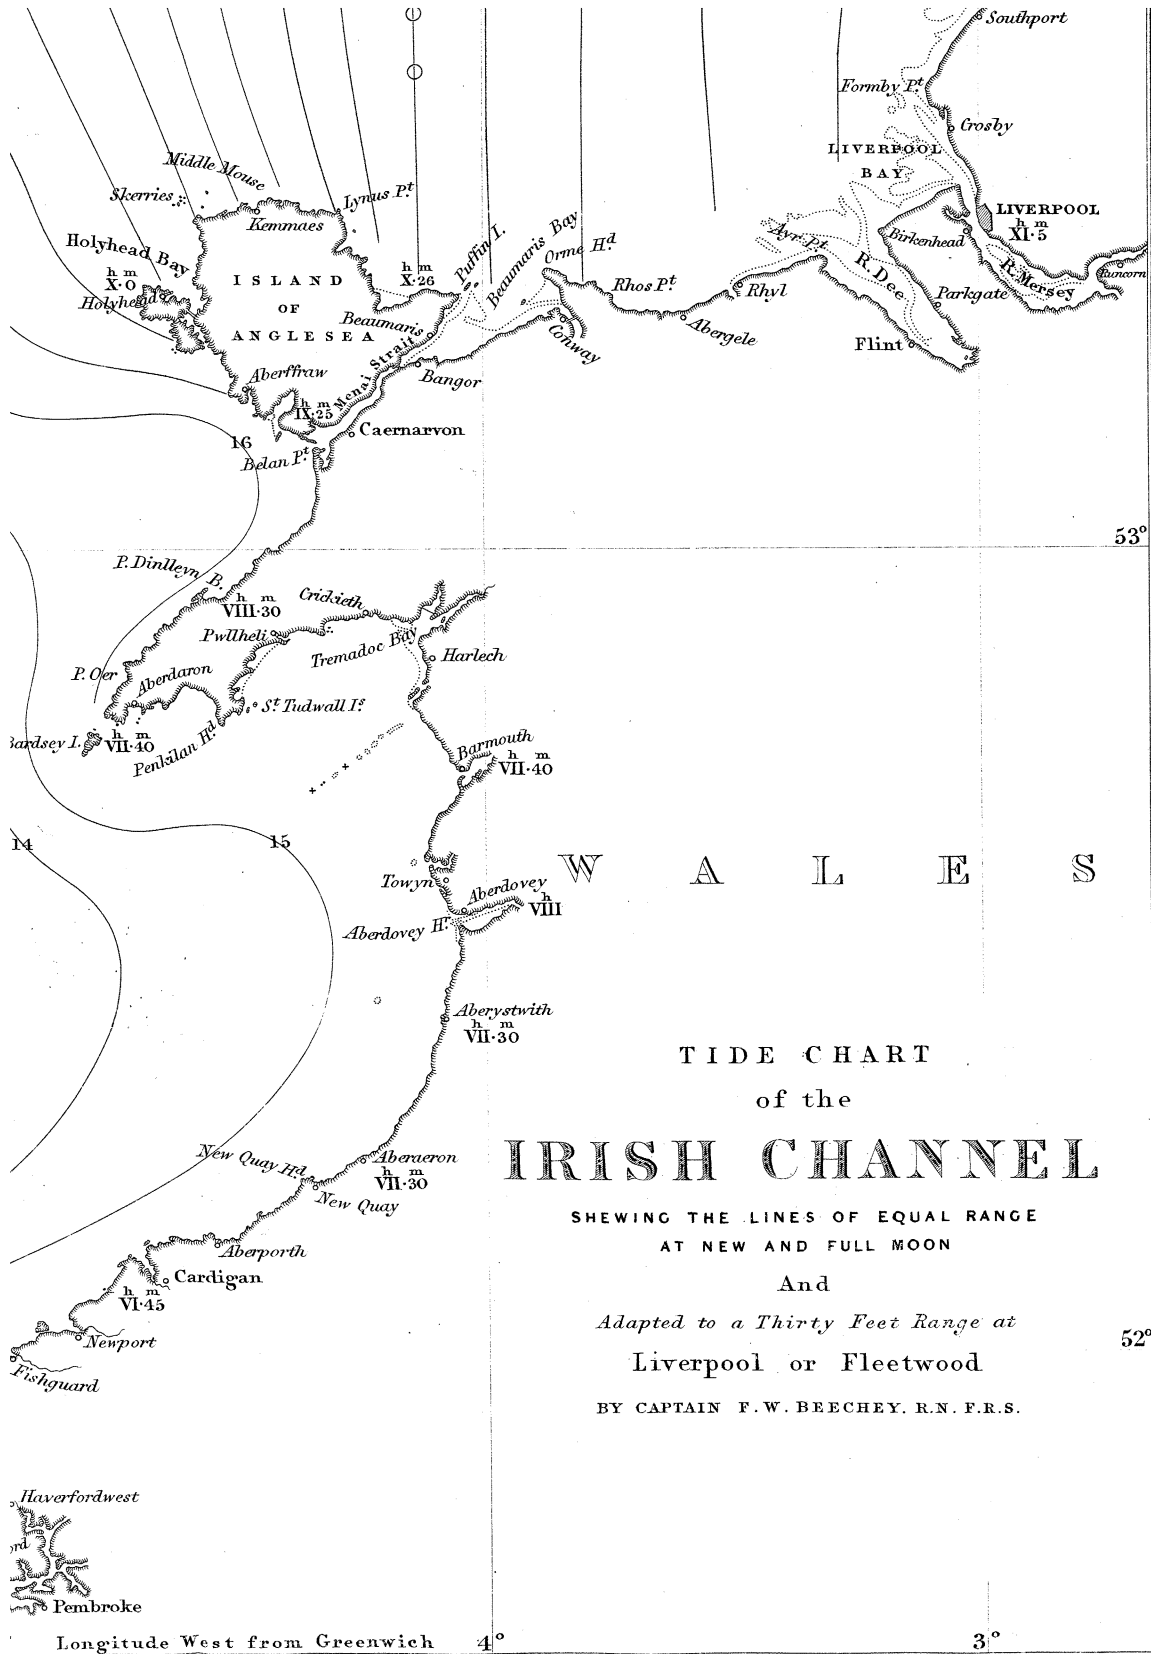 Southport
Formby Pt
Crosby
LIVERPOOL
BAY
Middle Mouse
Skerries
Lynus Pt
Kemmaes
LIVERPOOL
h m
XI·5
Birkenhead
Holyhead Bay
h m
X·0
Holyhead
ISLAND
OF
ANGLESEA
h m
X·26
Puffin I.
Beaumaris Bay
Orme Hd
Ayr Pt
R. Dee
R. Mersey
Runcorn
Rhos Pt
Rhyl
Parkgate
Beaumaris
Menai Strait
Conway
Abergele
Flint
Aberffraw
Bangor
h m
IX·25
Caernarvon
16
Belan Pt
53°
P. Dinlleyn B.
h m
VIII·30
Crickieth
Pwllheli
Tremadoc Bay
Harlech
P. Oer
Aberdaron
St Tudwall Is
Bardsey I.
h m
VII·40
Penkilan Hd
Barmouth
h m
VII·40
14
15
WALES
Towyn
Aberdovey
h
VIII
Aberdovey Hr
Aberystwith
h m
VII·30
New Quay Hd
Aberaeron
h m
VII·30
New Quay
Aberporth
Cardigan
h m
VI·45
Newport
Fishguard
TIDE CHART
of the
IRISH CHANNEL
SHEWING THE LINES OF EQUAL RANGE
AT NEW AND FULL MOON
And
Adapted to a Thirty Feet Range at
Liverpool or Fleetwood
BY CAPTAIN F. W. BEECHEY. R.N. F.R.S.
52°
Haverfordwest
ord
Pembroke
Longitude West from Greenwich
4°
3°